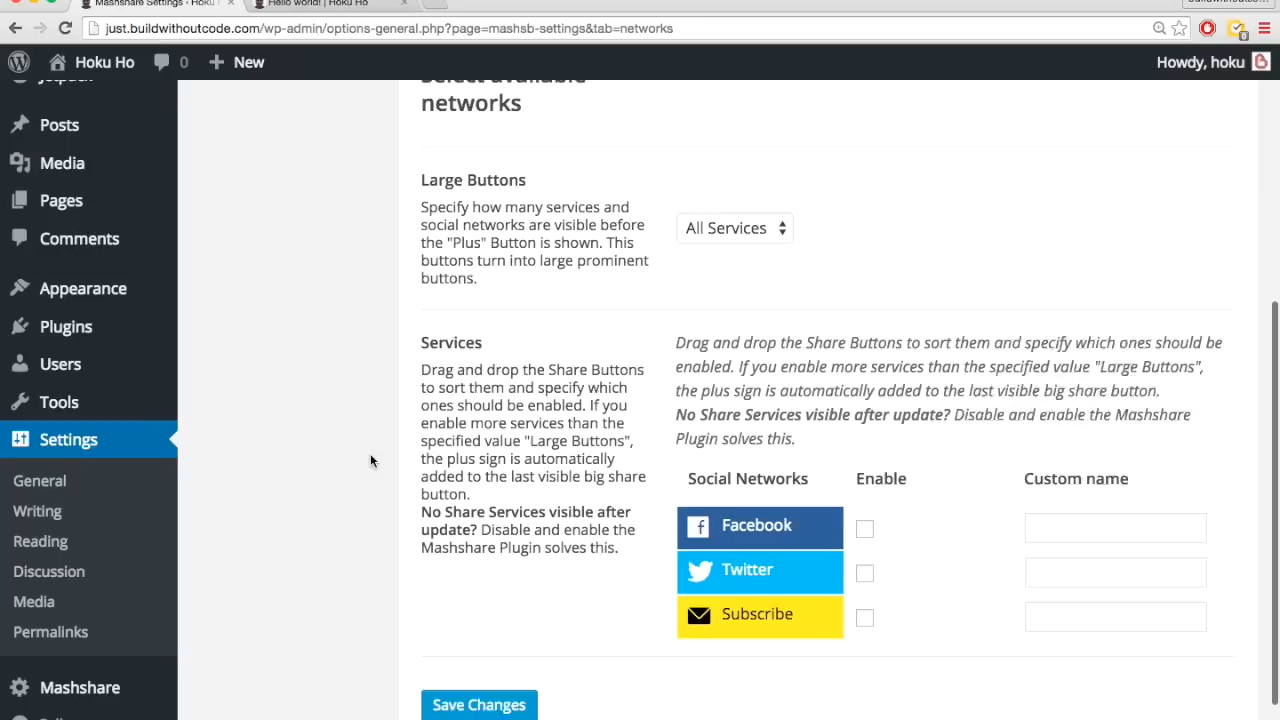 Mashshare Settings ‹ Hoku
Hello world! | Hoku Ho
just.buildwithoutcode.com/wp-admin/options-general.php?page=mashsb-settings&tab=networks
Hoku Ho 0 New Howdy, hoku
Jetpack
Posts
Media
Pages
Comments
Appearance
Plugins
Users
Tools
Settings
General
Writing
Reading
Discussion
Media
Permalinks
Mashshare
Select available
networks
Large Buttons
Specify how many services and
social networks are visible before
the "Plus" Button is shown. This
buttons turn into large prominent
buttons.
All Services
Services
Drag and drop the Share Buttons
to sort them and specify which
ones should be enabled. If you
enable more services than the
specified value "Large Buttons",
the plus sign is automatically
added to the last visible big share
button.
No Share Services visible after
update? Disable and enable the
Mashshare Plugin solves this.
Drag and drop the Share Buttons to sort them and specify which ones should be
enabled. If you enable more services than the specified value "Large Buttons",
the plus sign is automatically added to the last visible big share button.
No Share Services visible after update? Disable and enable the Mashshare
Plugin solves this.
Social Networks Enable Custom name
Facebook
Twitter
Subscribe
Save Changes